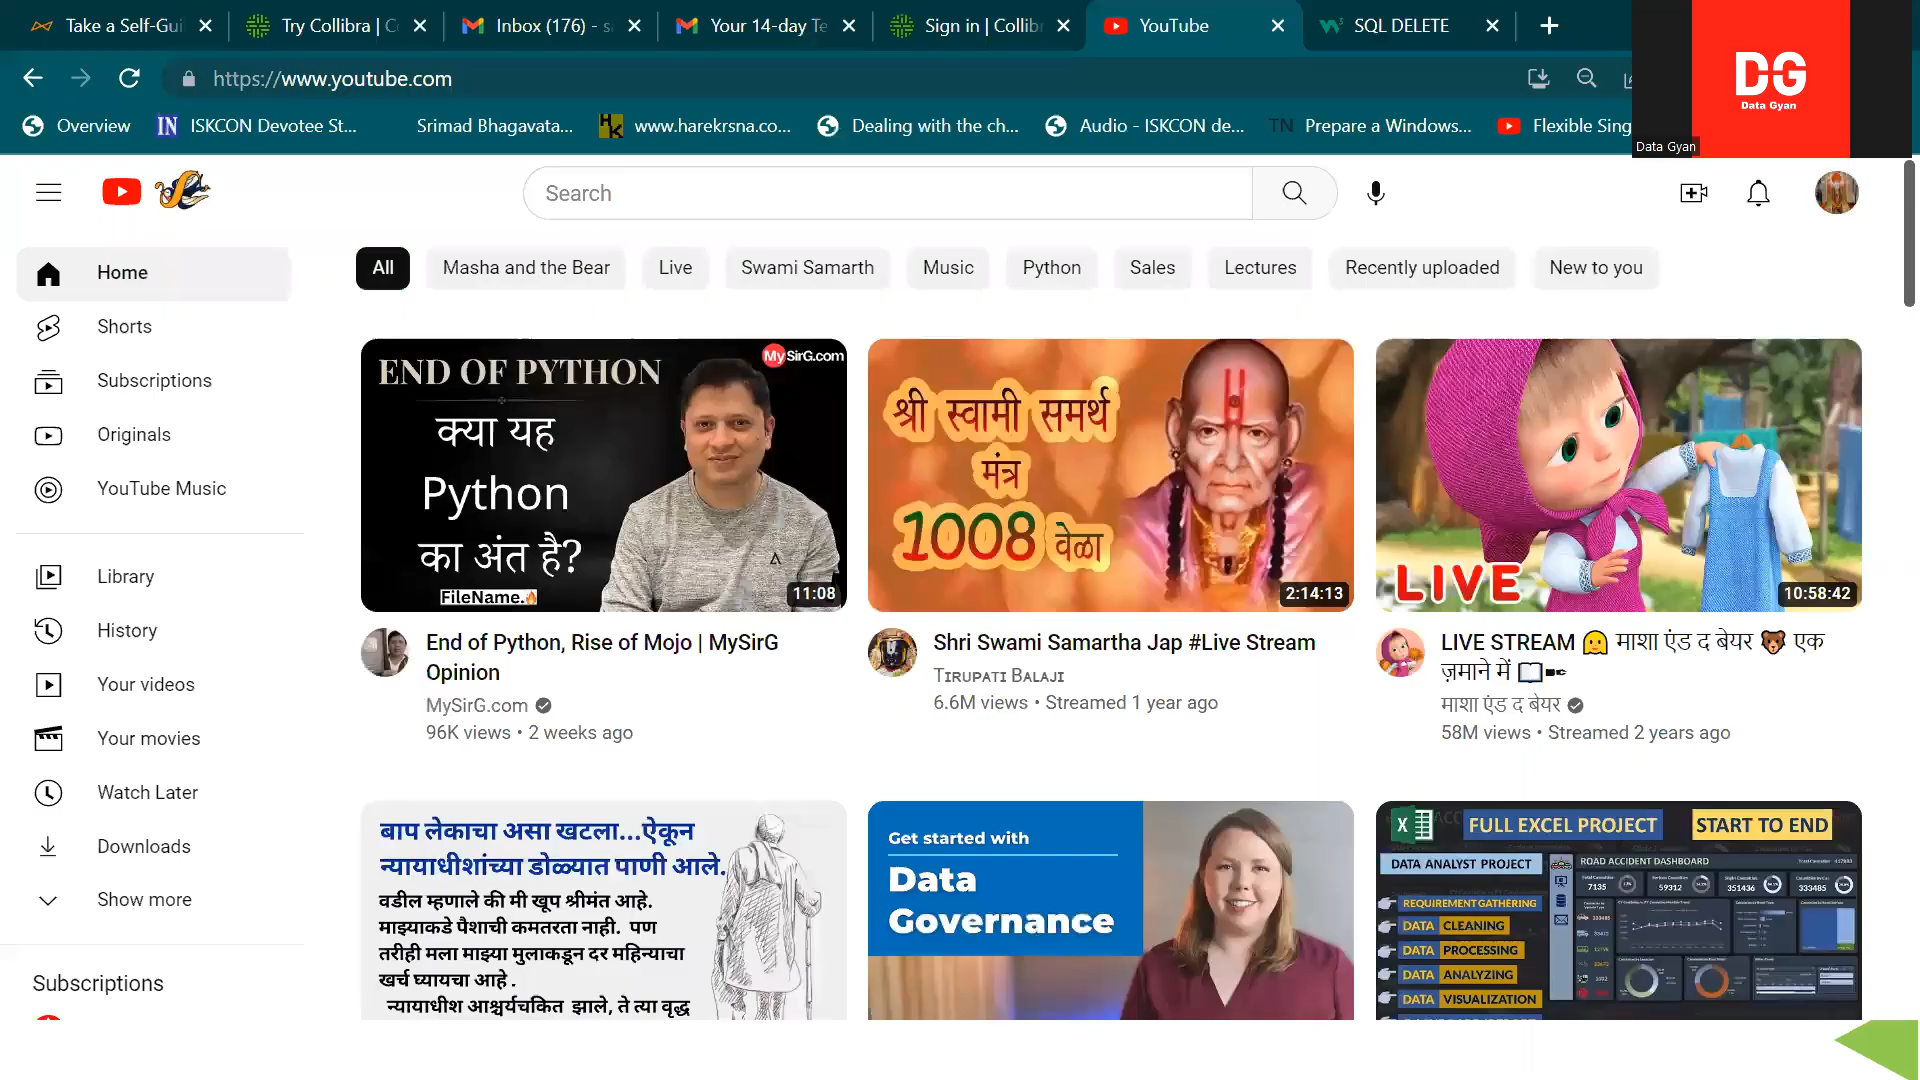 Take a Self-Gui
Try Collibra | C
Inbox (176) - s
Your 14-day Te
Sign in | Collib
YouTube
SQL DELETE
https://www.youtube.com
Overview
ISKCON Devotee St...
Srimad Bhagavata...
www.harekrsna.co...
Dealing with the ch...
Audio - ISKCON de...
Prepare a Windows...
Flexible Sing
DG
Data Gyan
Data Gyan
Search
All
Masha and the Bear
Live
Swami Samarth
Music
Python
Sales
Lectures
Recently uploaded
New to you
Home
Shorts
Subscriptions
Originals
YouTube Music
Library
History
Your videos
Your movies
Watch Later
Downloads
Show more
Subscriptions
END OF PYTHON
MySirG.com
क्या यह
Python
का अंत है?
FileName.🔥
11:08
End of Python, Rise of Mojo | MySirG
Opinion
MySirG.com
96K views • 2 weeks ago
श्री स्वामी समर्थ
मंत्र
1008 वेळा
2:14:13
Shri Swami Samartha Jap #Live Stream
Tirupati Balaji
6.6M views • Streamed 1 year ago
LIVE
10:58:42
LIVE STREAM 👱‍♀️ माशा एंड द बेयर 🐻 एक
ज़माने में 📖✒
माशा एंड द बेयर
58M views • Streamed 2 years ago
बाप लेकाचा असा खटला...ऐकून
न्यायाधीशांच्या डोळ्यात पाणी आले.
वडील म्हणाले की मी खूप श्रीमंत आहे.
माझ्याकडे पैशाची कमतरता नाही. पण
तरीही मला माझ्या मुलाकडून दर महिन्याचा
खर्च घ्यायचा आहे .
न्यायाधीश आश्चर्यचकित झाले, ते त्या वृद्ध
Get started with
Data
Governance
FULL EXCEL PROJECT
START TO END
DATA ANALYST PROJECT
ROAD ACCIDENT DASHBOARD
7135
59312
351436
333485
REQUIREMENT GATHERING
DATA CLEANING
DATA PROCESSING
DATA ANALYZING
DATA VISUALIZATION